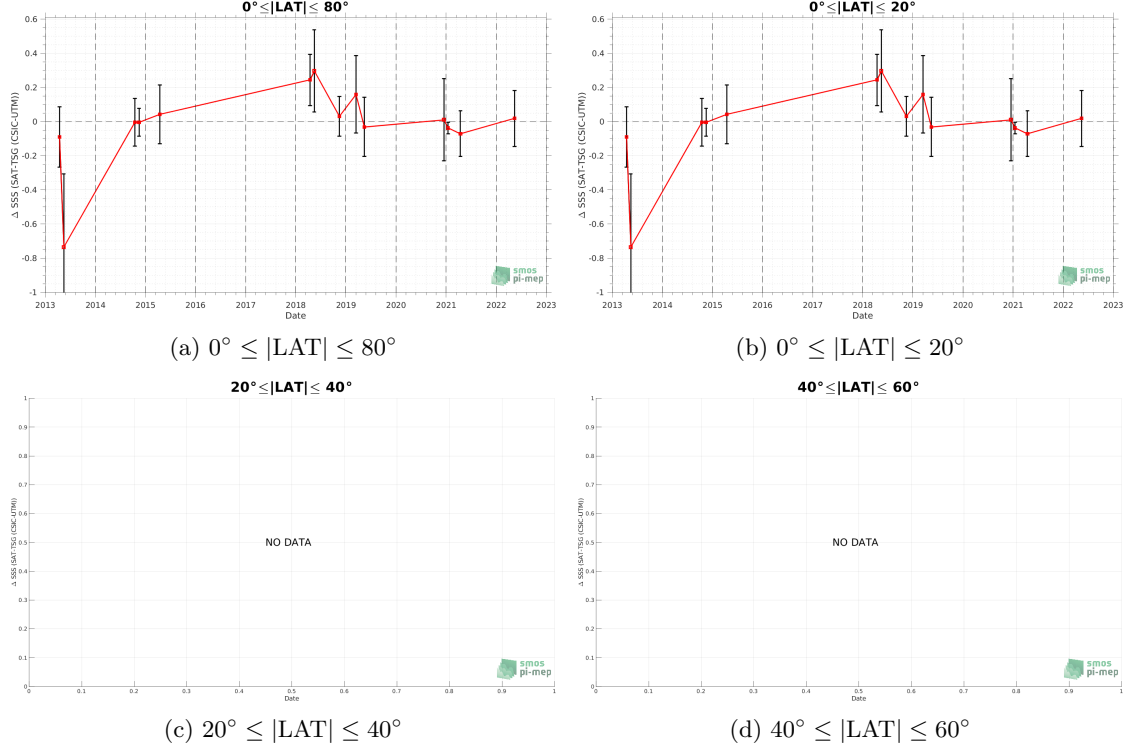 0°≤|LAT|≤ 80°
Δ SSS (SAT-TSG (CSIC-UTM))
0.6
0.4
0.2
0
-0.2
-0.4
-0.6
-0.8
-1
2013 2014 2015 2016 2017 2018 2019 2020 2021 2022 2023
Date
smos
pi-mep
(a) 0° ≤ |LAT| ≤ 80°
0°≤|LAT|≤ 20°
Δ SSS (SAT-TSG (CSIC-UTM))
0.6
0.4
0.2
0
-0.2
-0.4
-0.6
-0.8
-1
2013 2014 2015 2016 2017 2018 2019 2020 2021 2022 2023
Date
smos
pi-mep
(b) 0° ≤ |LAT| ≤ 20°
20°≤|LAT|≤ 40°
Δ SSS (SAT-TSG (CSIC-UTM))
1
0.9
0.8
0.7
0.6
0.5
0.4
0.3
0.2
0.1
0
NO DATA
0 0.1 0.2 0.3 0.4 0.5 0.6 0.7 0.8 0.9 1
Date
smos
pi-mep
(c) 20° ≤ |LAT| ≤ 40°
40°≤|LAT|≤ 60°
Δ SSS (SAT-TSG (CSIC-UTM))
1
0.9
0.8
0.7
0.6
0.5
0.4
0.3
0.2
0.1
0
NO DATA
0 0.1 0.2 0.3 0.4 0.5 0.6 0.7 0.8 0.9 1
Date
smos
pi-mep
(d) 40° ≤ |LAT| ≤ 60°